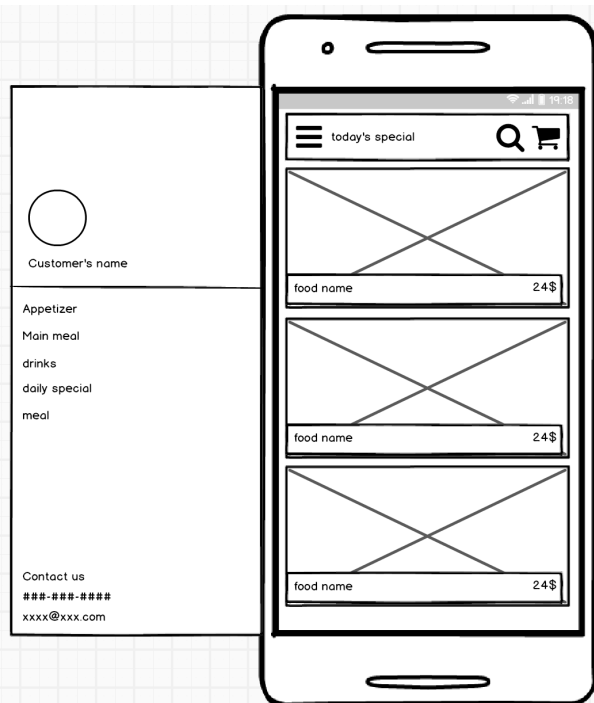 19:18
today's special
food name 24$
food name 24$
food name 24$
Customer's name
Appetizer
Main meal
drinks
daily special
meal
Contact us
###-###-####
xxxx@xxx.com